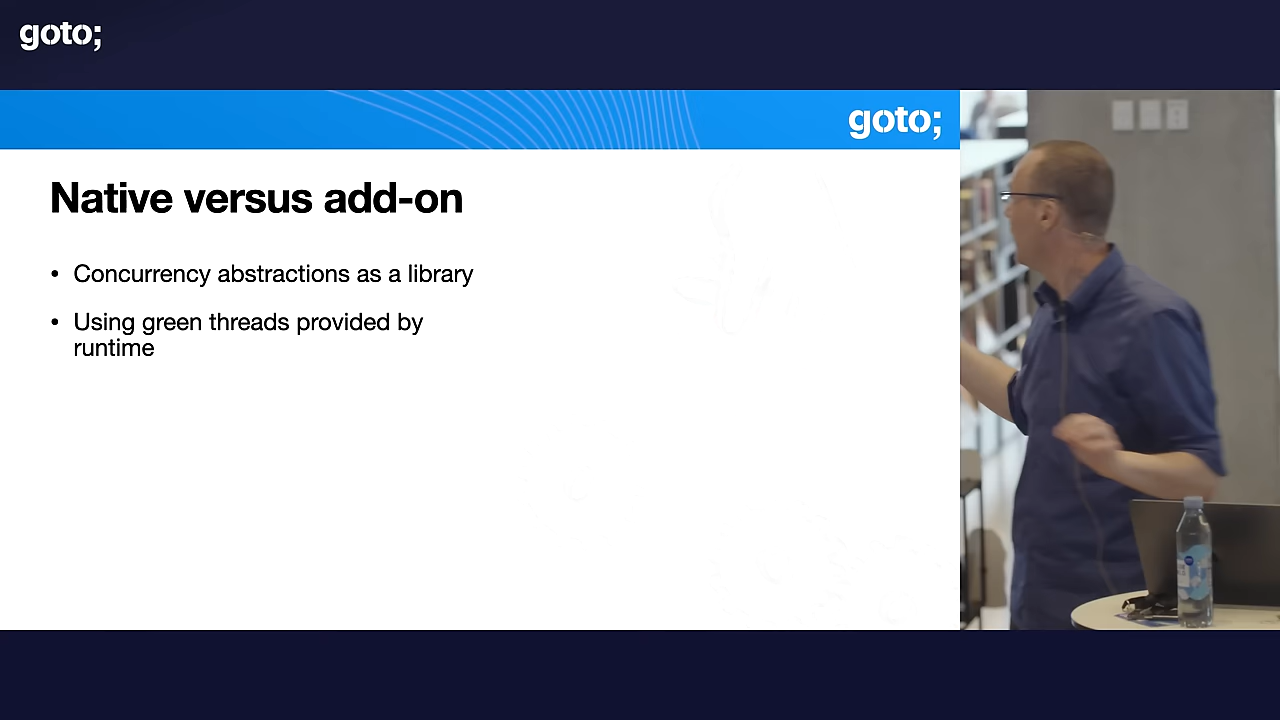 goto;
goto;
Native versus add-on
• Concurrency abstractions as a library
• Using green threads provided by
runtime